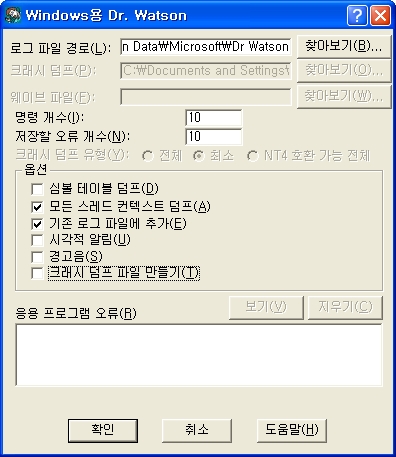 Windows용 Dr. Watson
로그 파일 경로(L): n Data₩Microsoft₩Dr Watson 찾아보기(B)...
크래시 덤프(P): C:₩Documents and Settings₩ 찾아보기(O)...
웨이브 파일(F): 찾아보기(W)...
명령 개수(I): 10
저장할 오류 개수(N): 10
크래시 덤프 유형(Y): 전체 최소 NT4 호환 가능 전체
옵션
심볼 테이블 덤프(D)
모든 스레드 컨텍스트 덤프(A)
기존 로그 파일에 추가(E)
시각적 알림(U)
경고음(S)
크래시 덤프 파일 만들기(T)
응용 프로그램 오류(R) 보기(V) 지우기(C)
확인 취소 도움말(H)